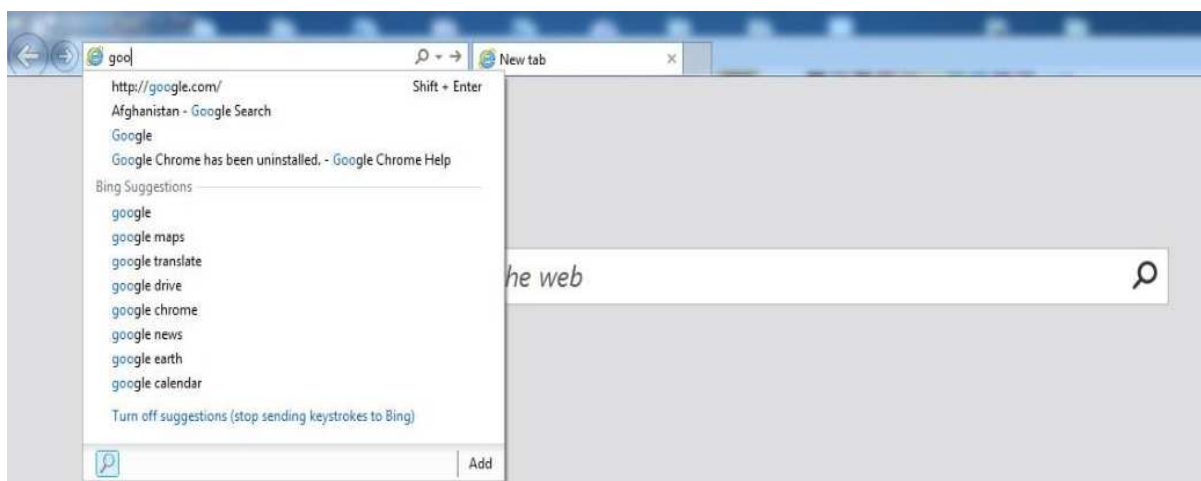 goo
New tab
http://google.com/ Shift + Enter
Afghanistan - Google Search
Google
Google Chrome has been uninstalled. - Google Chrome Help
Bing Suggestions
google
google maps
google translate
google drive
google chrome
google news
google earth
google calendar
he web
Turn off suggestions (stop sending keystrokes to Bing)
Add